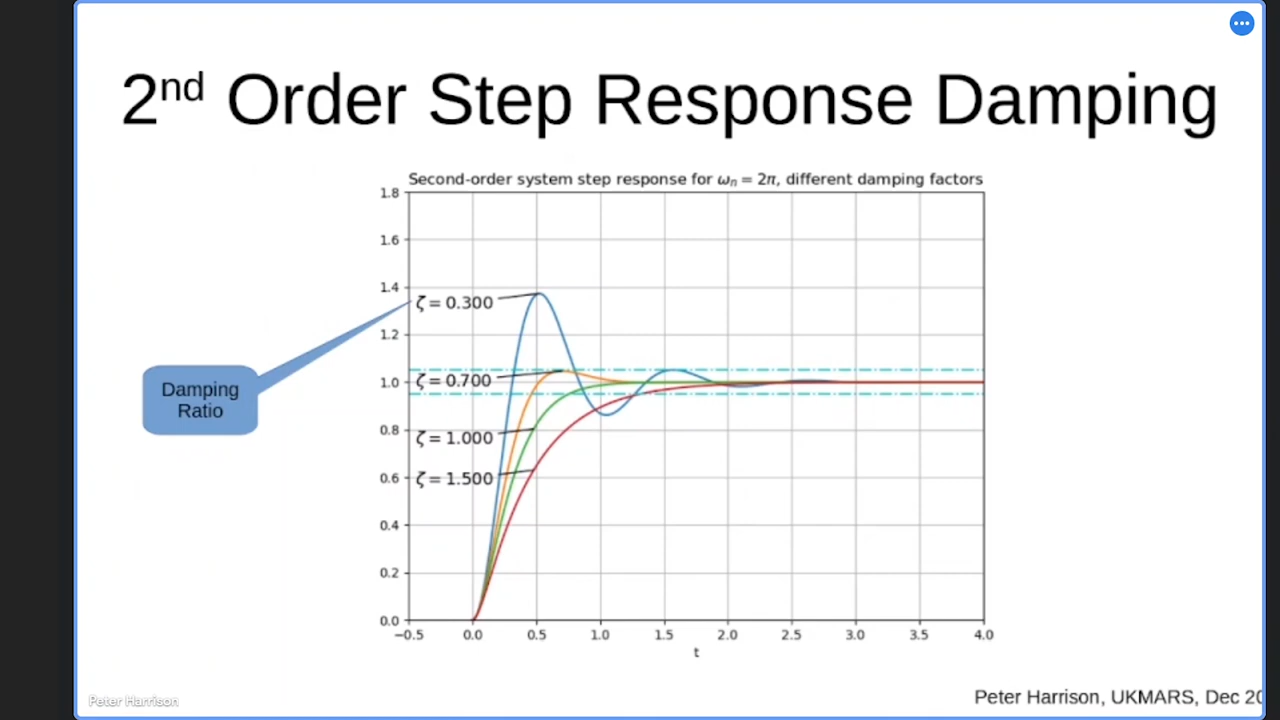 2nd Order Step Response Damping
Second-order system step response for ωn = 2π, different damping factors
1.8
1.6
1.4
1.2
1.0
0.8
0.6
0.4
0.2
0.0
ζ = 0.300
ζ = 0.700
ζ = 1.000
ζ = 1.500
Damping
Ratio
−0.5 0.0 0.5 1.0 1.5 2.0 2.5 3.0 3.5 4.0
t
Peter Harrison
Peter Harrison, UKMARS, Dec